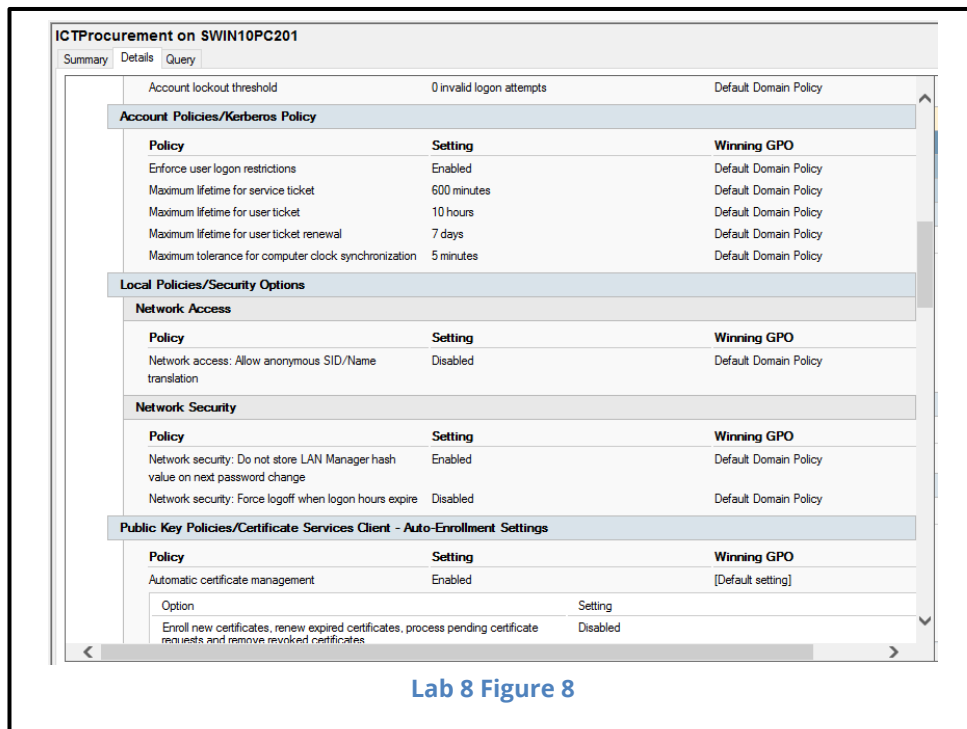 ICTProcurement on SWIN10PC201
Summary Details Query
Account lockout threshold 0 invalid logon attempts Default Domain Policy
Account Policies/Kerberos Policy
Policy Setting Winning GPO
Enforce user logon restrictions Enabled Default Domain Policy
Maximum lifetime for service ticket 600 minutes Default Domain Policy
Maximum lifetime for user ticket 10 hours Default Domain Policy
Maximum lifetime for user ticket renewal 7 days Default Domain Policy
Maximum tolerance for computer clock synchronization 5 minutes Default Domain Policy
Local Policies/Security Options
Network Access
Policy Setting Winning GPO
Network access: Allow anonymous SID/Name Disabled Default Domain Policy
translation
Network Security
Policy Setting Winning GPO
Network security: Do not store LAN Manager hash Enabled Default Domain Policy
value on next password change
Network security: Force logoff when logon hours expire Disabled Default Domain Policy
Public Key Policies/Certificate Services Client - Auto-Enrollment Settings
Policy Setting Winning GPO
Automatic certificate management Enabled [Default setting]
Option Setting
Enroll new certificates, renew expired certificates, process pending certificate Disabled
requests and remove revoked certificates
Lab 8 Figure 8